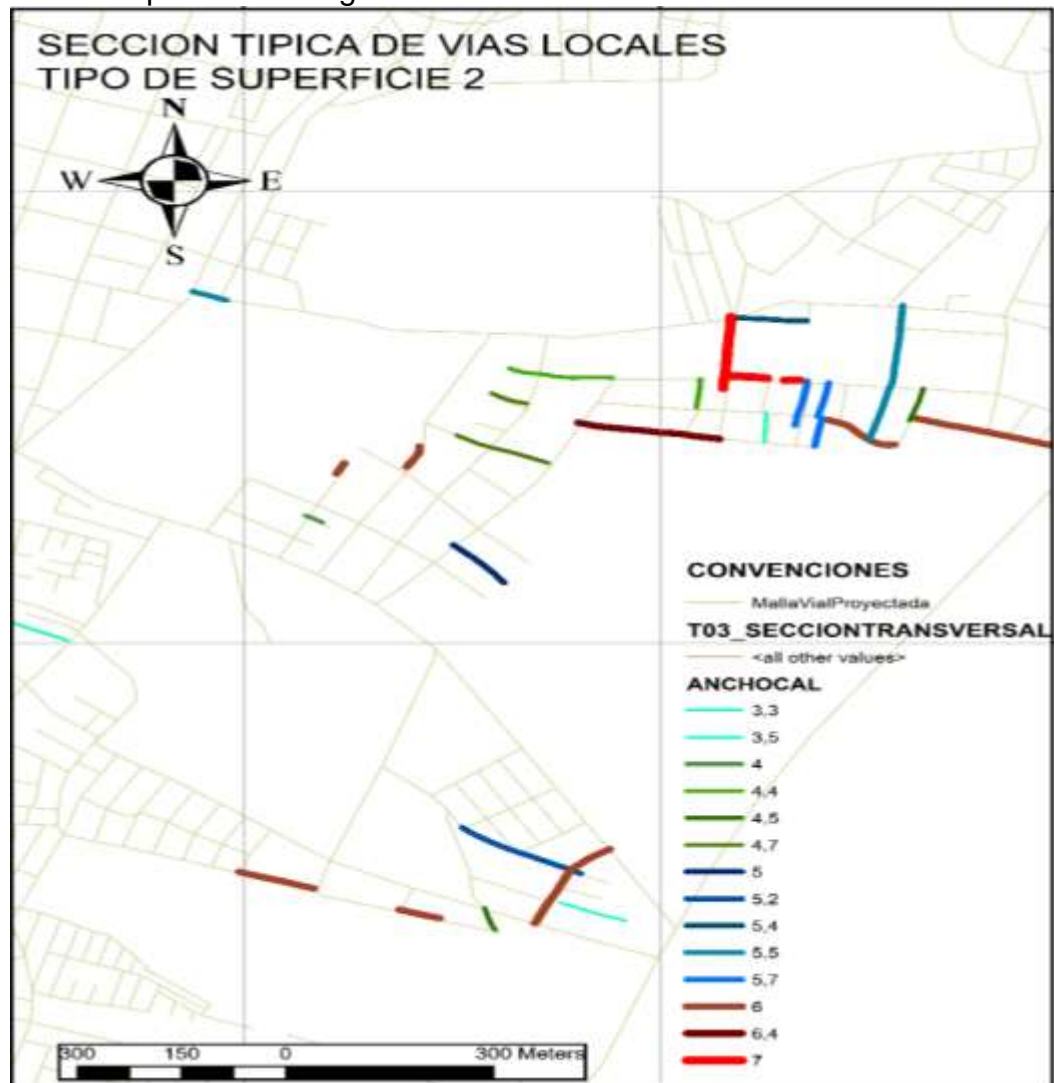 SECCION TIPICA DE VIAS LOCALES
TIPO DE SUPERFICIE 2
N
W E
S
CONVENCIONES
MallaVialProyectada
T03_SECCIONTRANSVERSAL
<all other values>
ANCHOCAL
3,3
3,5
4
4,4
4,5
4,7
5
5,2
5,4
5,5
5,7
6
6,4
7
300 150 0 300 Meters